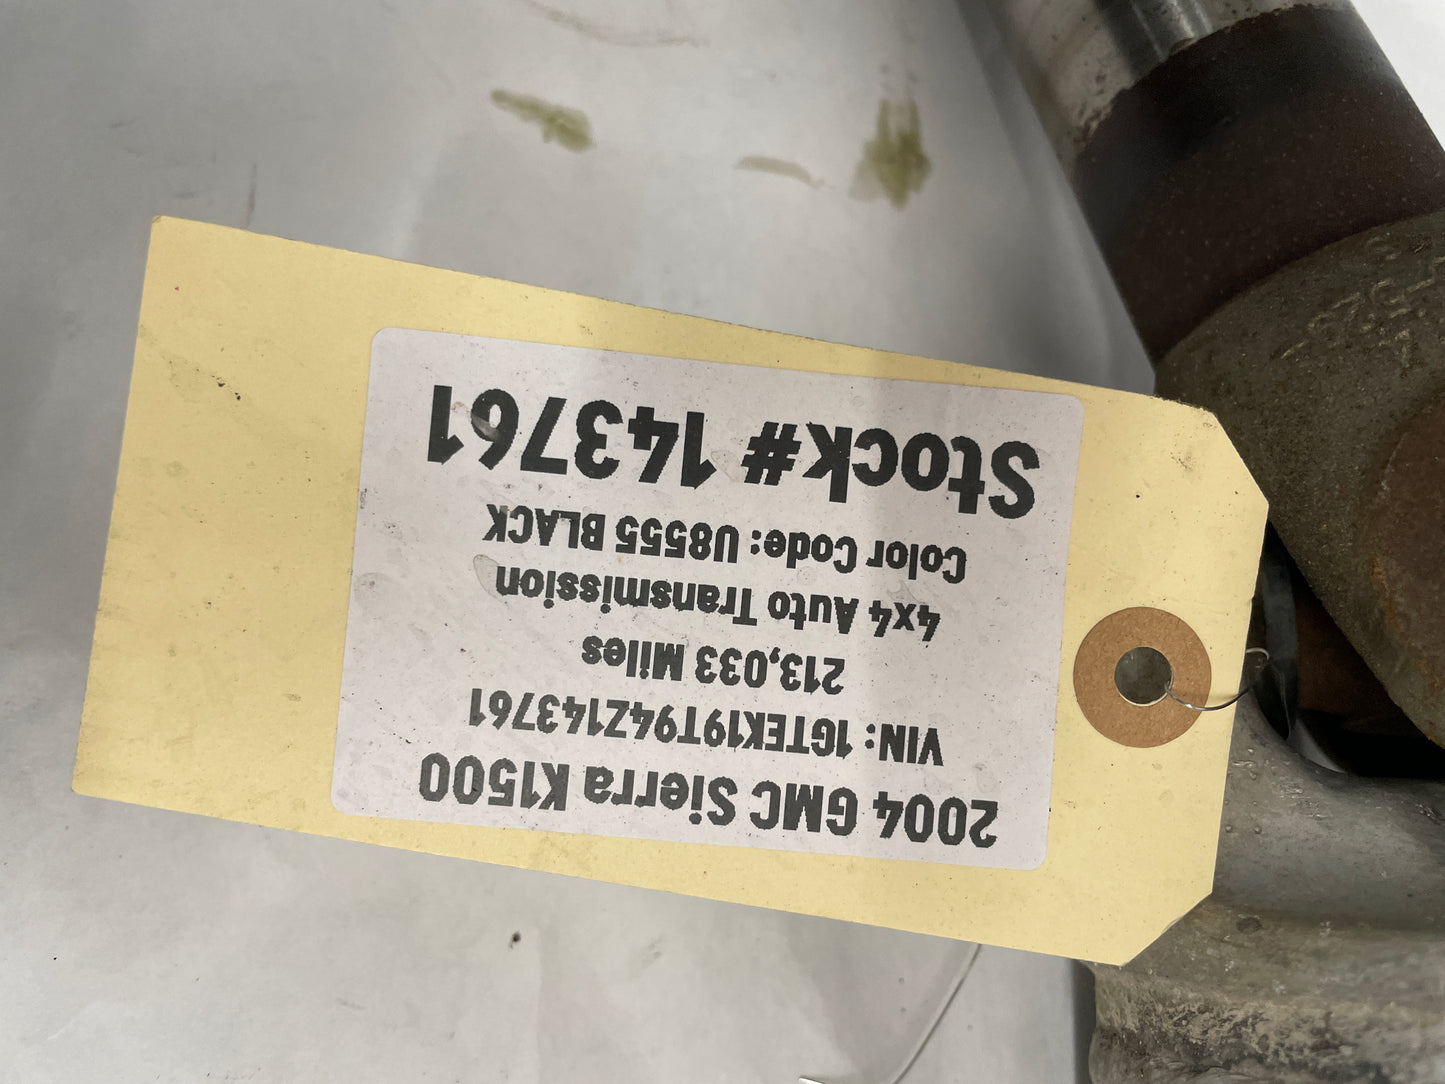 2004 GMC Sierra K1500
VIN: 1GTEK19T94Z143761
213,033 Miles
4x4 Auto Transmission
Color Code: U8555 BLACK
Stock# 143761